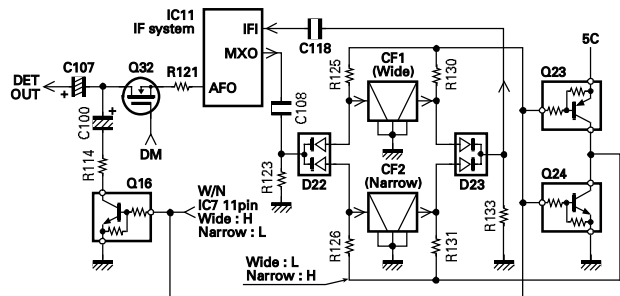 IC11
IF system
IFI
MXO
AFO
C107
Q32
R121
DET
OUT
+
C100
+
DM
R114
Q16
W/N
IC7 11pin
Wide : H
Narrow : L
C118
C108
R123
D22
R125
CF1
(Wide)
R130
CF2
(Narrow)
D23
R126
R131
R133
Wide : L
Narrow : H
5C
Q23
Q24